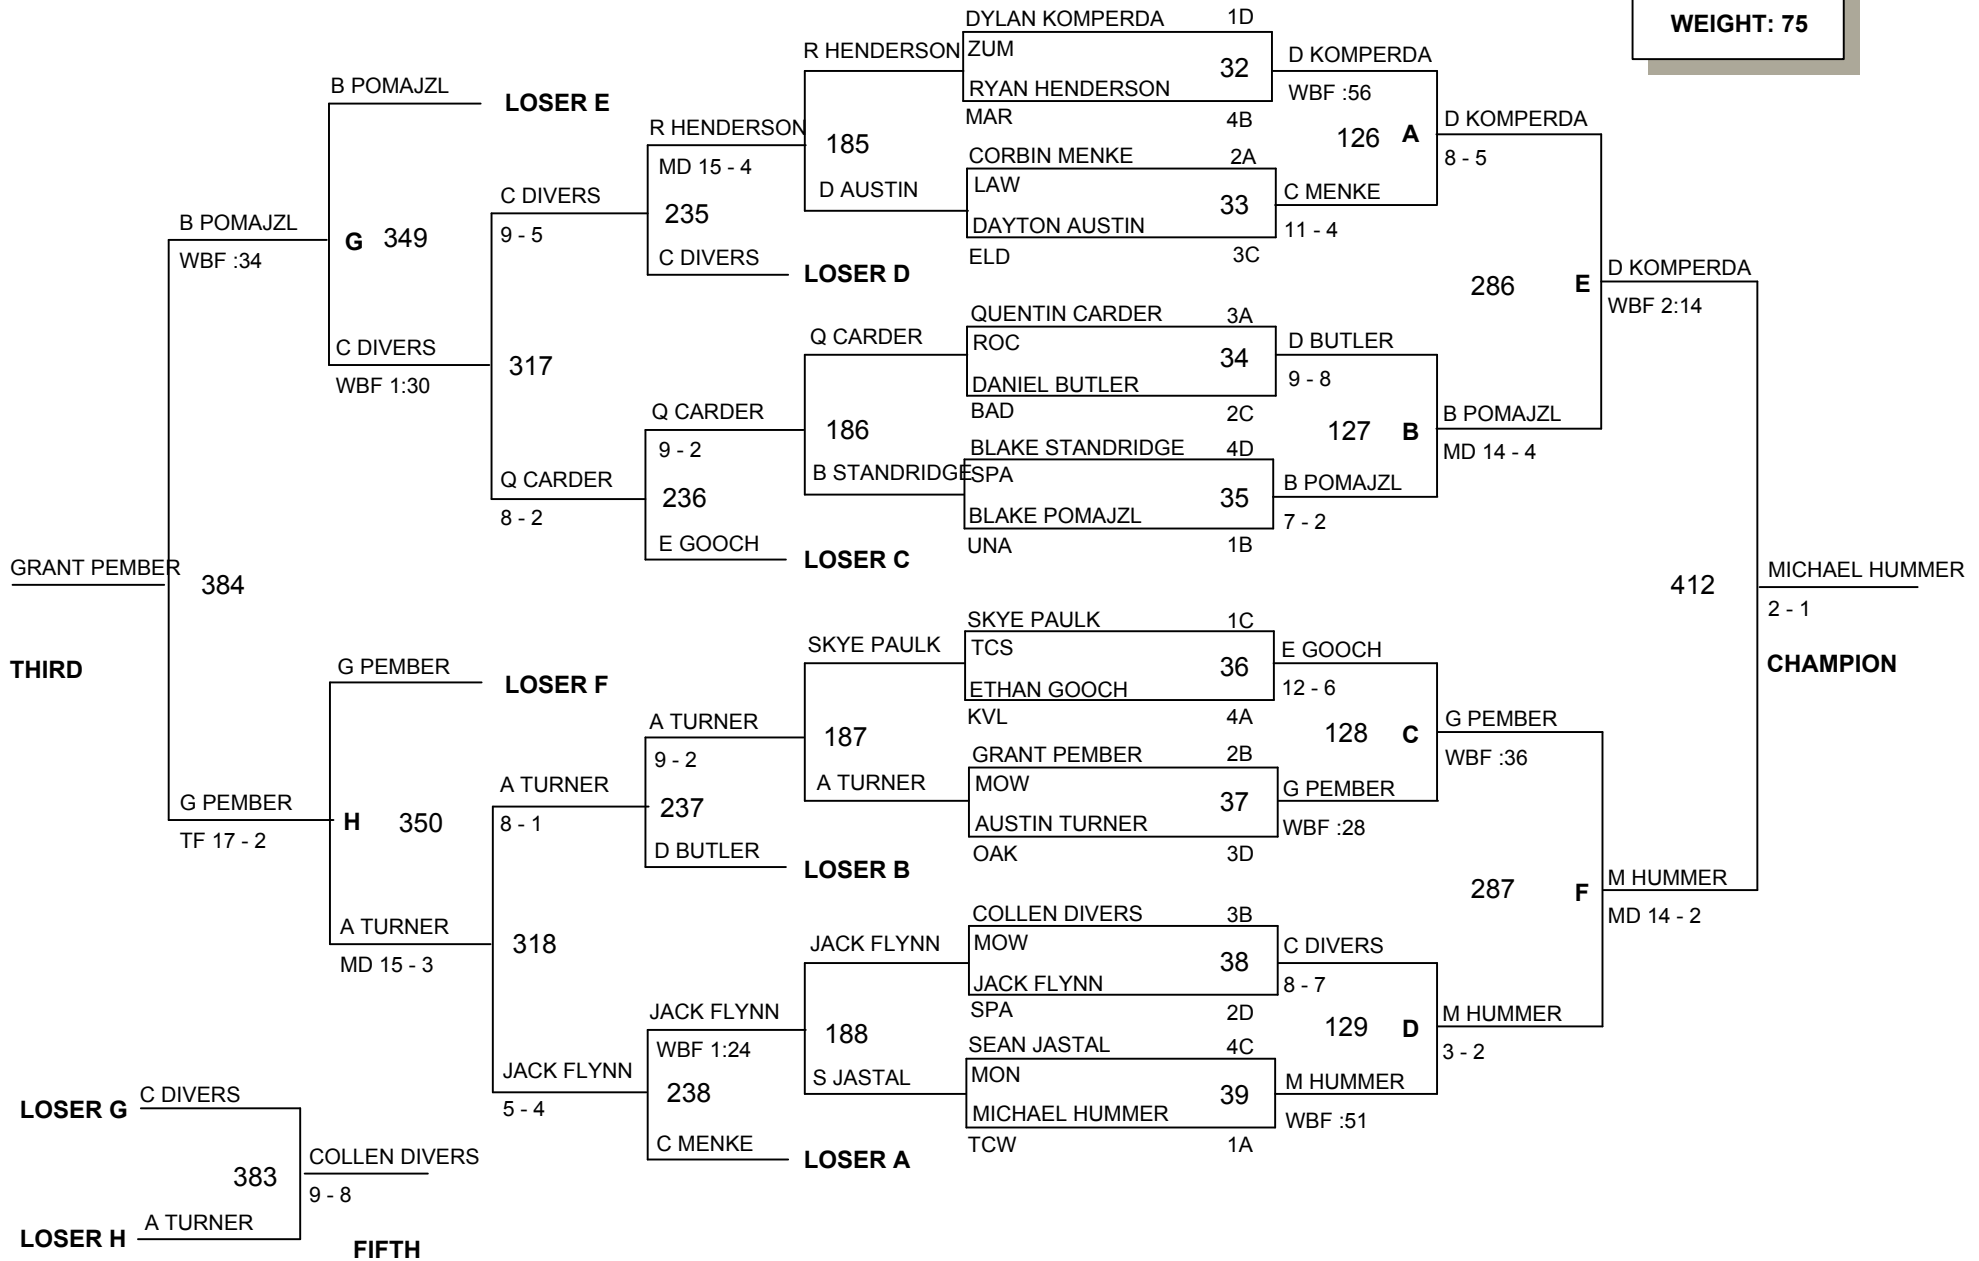 WEIGHT: 75
DYLAN KOMPERDA 1D
ZUM
32
RYAN HENDERSON
MAR 4B
CORBIN MENKE 2A
LAW
33
DAYTON AUSTIN
ELD 3C
QUENTIN CARDER 3A
ROC
34
DANIEL BUTLER
BAD 2C
BLAKE STANDRIDGE 4D
SPA
35
BLAKE POMAJZL
UNA 1B
SKYE PAULK 1C
TCS
36
ETHAN GOOCH
KVL 4A
GRANT PEMBER 2B
MOW
37
AUSTIN TURNER
OAK 3D
COLLEN DIVERS 3B
MOW
38
JACK FLYNN
SPA 2D
SEAN JASTAL 4C
MON
39
MICHAEL HUMMER
TCW 1A
D KOMPERDA
WBF :56
126 A
C MENKE
11 - 4
D BUTLER
9 - 8
127 B
B POMAJZL
7 - 2
E GOOCH
12 - 6
128 C
G PEMBER
WBF :28
C DIVERS
8 - 7
129 D
M HUMMER
WBF :51
D KOMPERDA
8 - 5
286 E
B POMAJZL
MD 14 - 4
G PEMBER
WBF :36
287 F
M HUMMER
3 - 2
D KOMPERDA
WBF 2:14
412
M HUMMER
MD 14 - 2
MICHAEL HUMMER
2 - 1
CHAMPION
R HENDERSON
185
D AUSTIN
Q CARDER
186
B STANDRIDGE
SKYE PAULK
187
A TURNER
JACK FLYNN
188
S JASTAL
R HENDERSON
MD 15 - 4
235
C DIVERS
LOSER D
Q CARDER
9 - 2
236
E GOOCH
LOSER C
A TURNER
9 - 2
237
D BUTLER
LOSER B
JACK FLYNN
WBF 1:24
238
C MENKE
LOSER A
C DIVERS
9 - 5
317
Q CARDER
8 - 2
A TURNER
8 - 1
318
JACK FLYNN
5 - 4
B POMAJZL
LOSER E
G 349
C DIVERS
WBF 1:30
G PEMBER
LOSER F
H 350
A TURNER
MD 15 - 3
B POMAJZL
WBF :34
384
G PEMBER
TF 17 - 2
GRANT PEMBER
THIRD
LOSER G C DIVERS
383
LOSER H A TURNER
COLLEN DIVERS
9 - 8
FIFTH